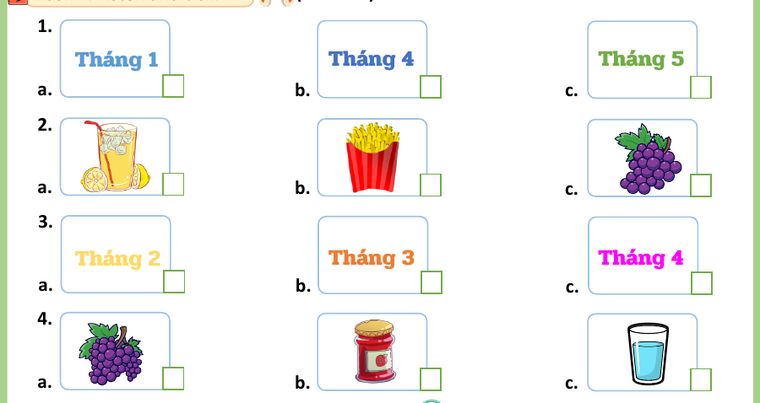 1.
Tháng 1
Tháng 4
Tháng 5
a.
b.
c.
2.
a.
b.
c.
3.
Tháng 2
Tháng 3
Tháng 4
a.
b.
c.
4.
a.
b.
c.